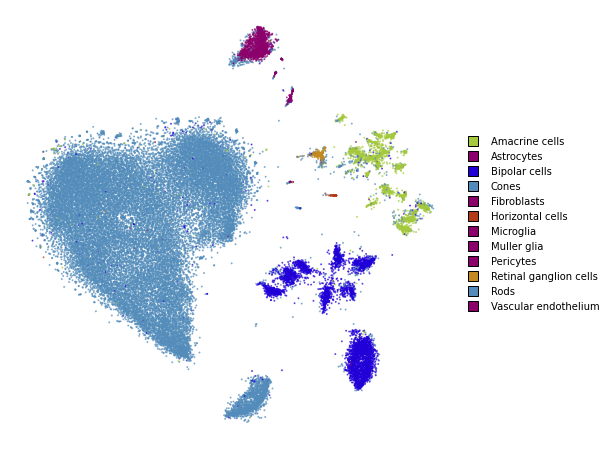 Amacrine cells
Astrocytes
Bipolar cells
Cones
Fibroblasts
Horizontal cells
Microglia
Muller glia
Pericytes
Retinal ganglion cells
Rods
Vascular endothelium